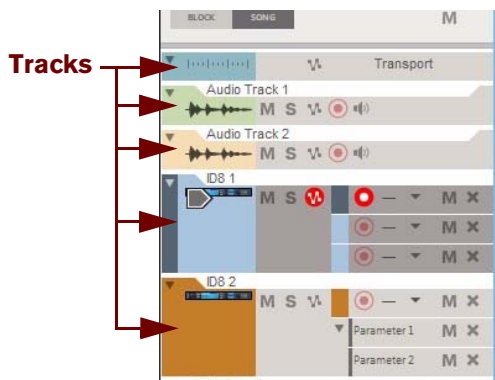 BLOCK SONG M
Tracks
Transport
Audio Track 1
M S
Audio Track 2
M S
ID8 1
M S M
M
M
ID8 2
M S M
Parameter 1 M
Parameter 2 M